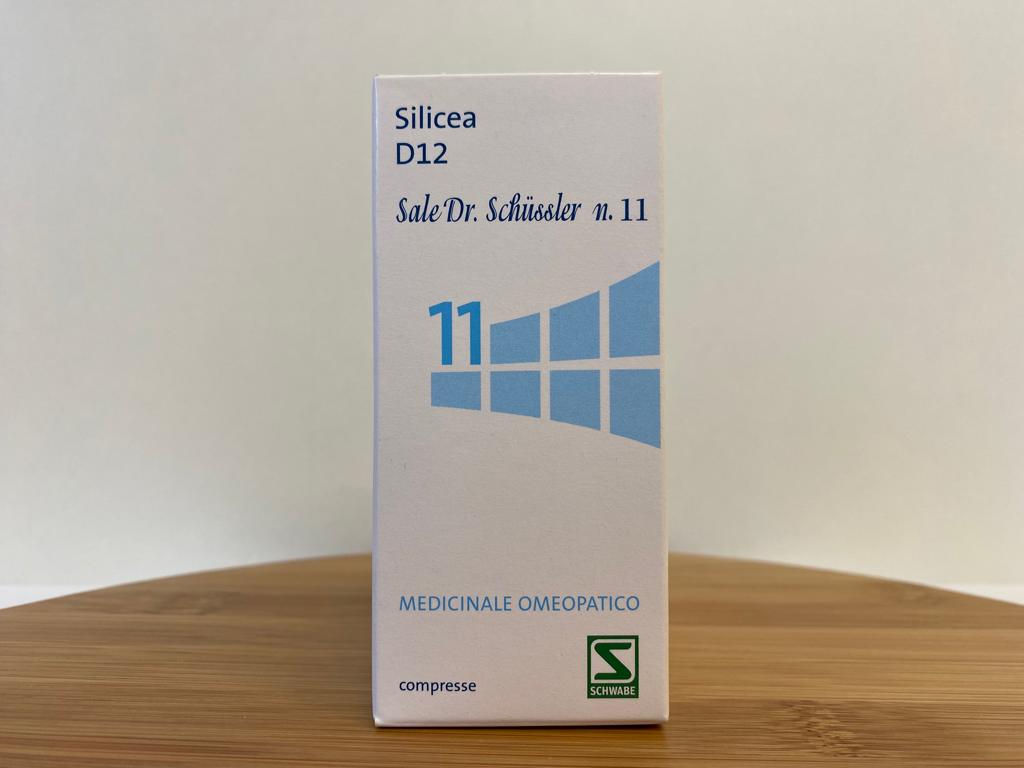 Silicea
D12
Sale Dr. Schüssler n. 11
11
MEDICINALE OMEOPATICO
compresse
S
SCHWABE